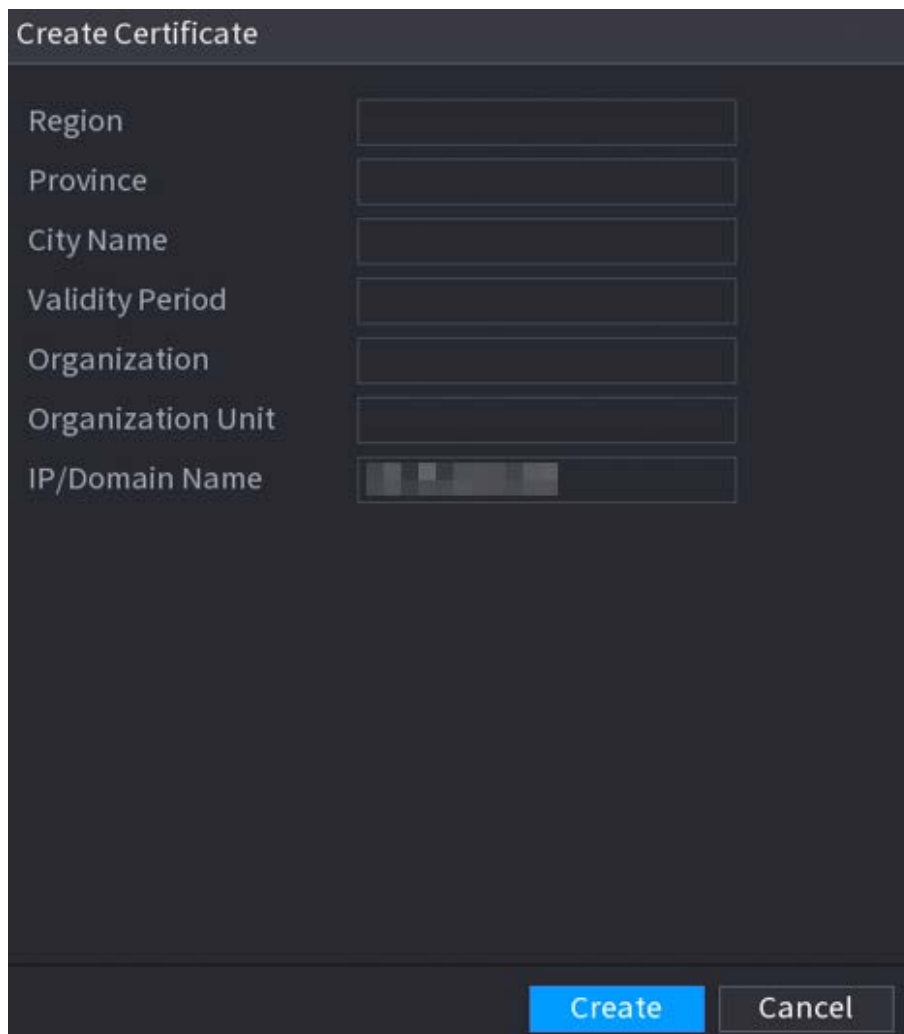 Create Certificate
Region
Province
City Name
Validity Period
Organization
Organization Unit
IP/Domain Name
Create Cancel